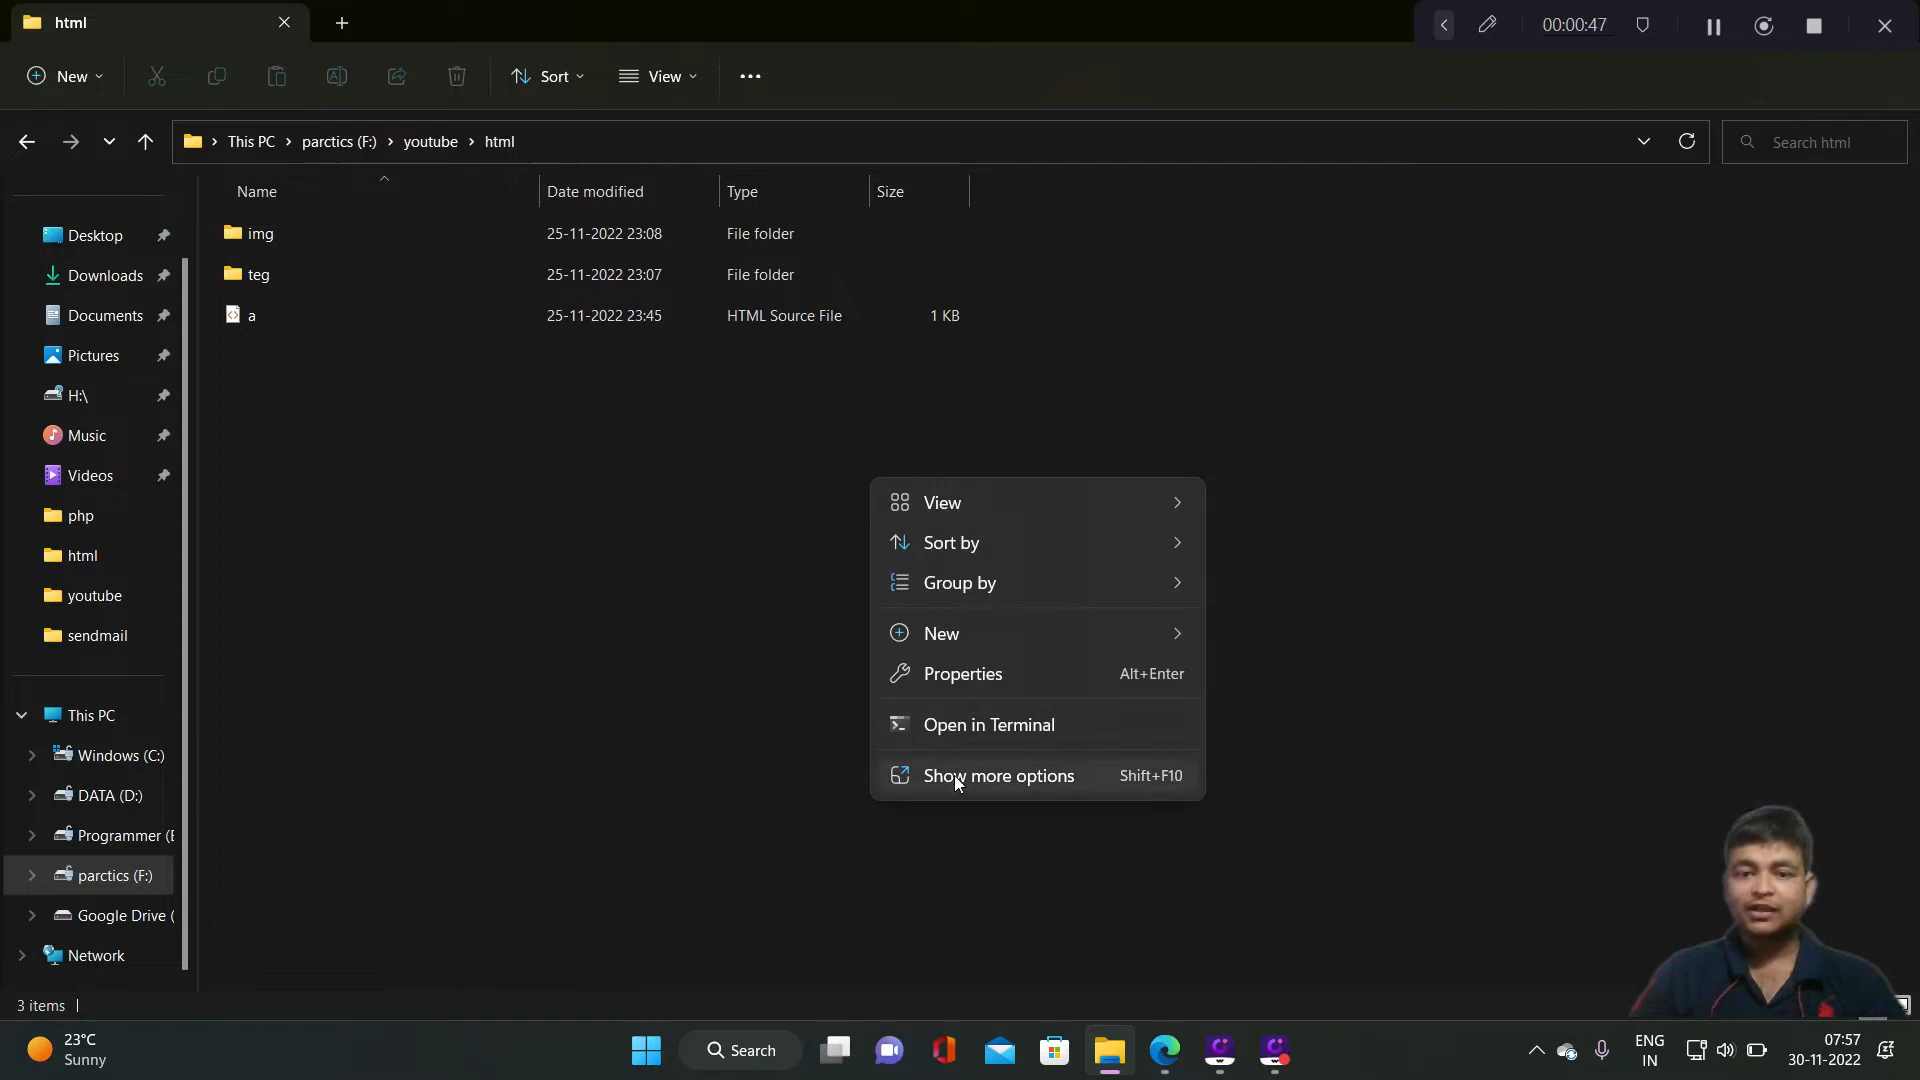 html
00:00:47
New
Sort
View
This PC
parctics (F:)
youtube
html
Search html
Name
Date modified
Type
Size
img
25-11-2022 23:08
File folder
teg
25-11-2022 23:07
File folder
a
25-11-2022 23:45
HTML Source File
1 KB
Desktop
Downloads
Documents
Pictures
H:\
Music
Videos
php
html
youtube
sendmail
This PC
Windows (C:)
DATA (D:)
Programmer (E
parctics (F:)
Google Drive (
Network
View
Sort by
Group by
New
Properties
Alt+Enter
Open in Terminal
Show more options
Shift+F10
3 items
23°C
Sunny
Search
ENG
IN
07:57
30-11-2022